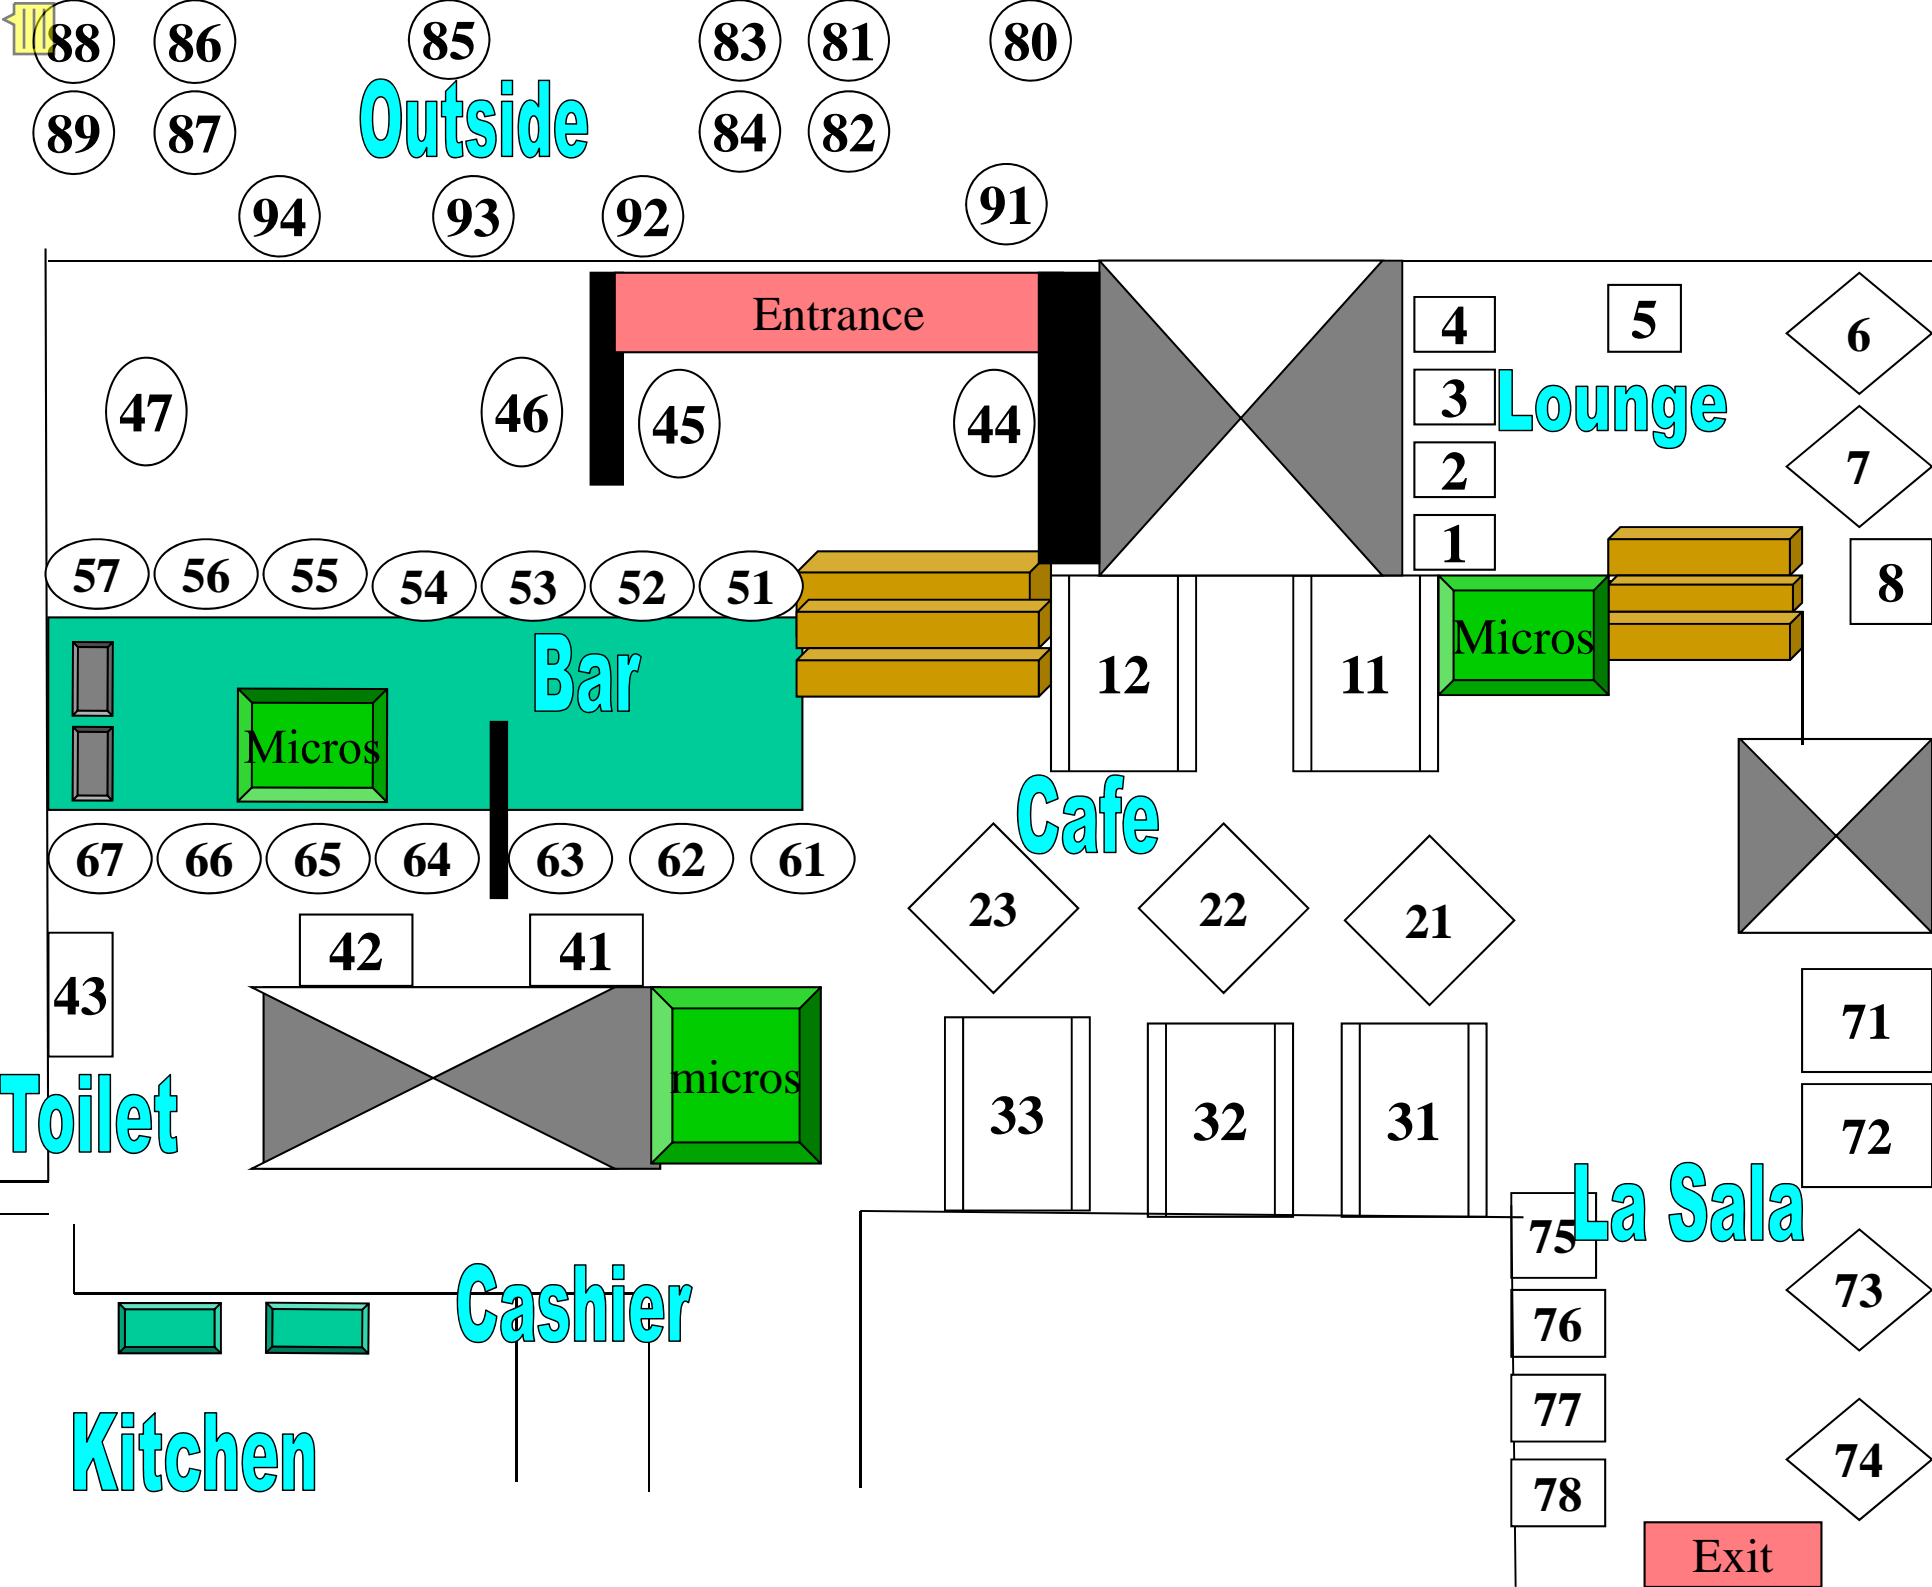 88 86 85 83 81 80
Outside
89 87 84 82
94 93 92 91
Entrance
4 5 6
47 46 45 44
3 Lounge
2 7
1
57 56 55 54 53 52 51
8
Bar
12 11 Micros
Micros
Cafe
67 66 65 64 63 62 61
23 22 21
42 41
43
71
Toilet
micros
33 32 31
72
La Sala
75
73
Cashier
76
77
Kitchen
74
78
Exit